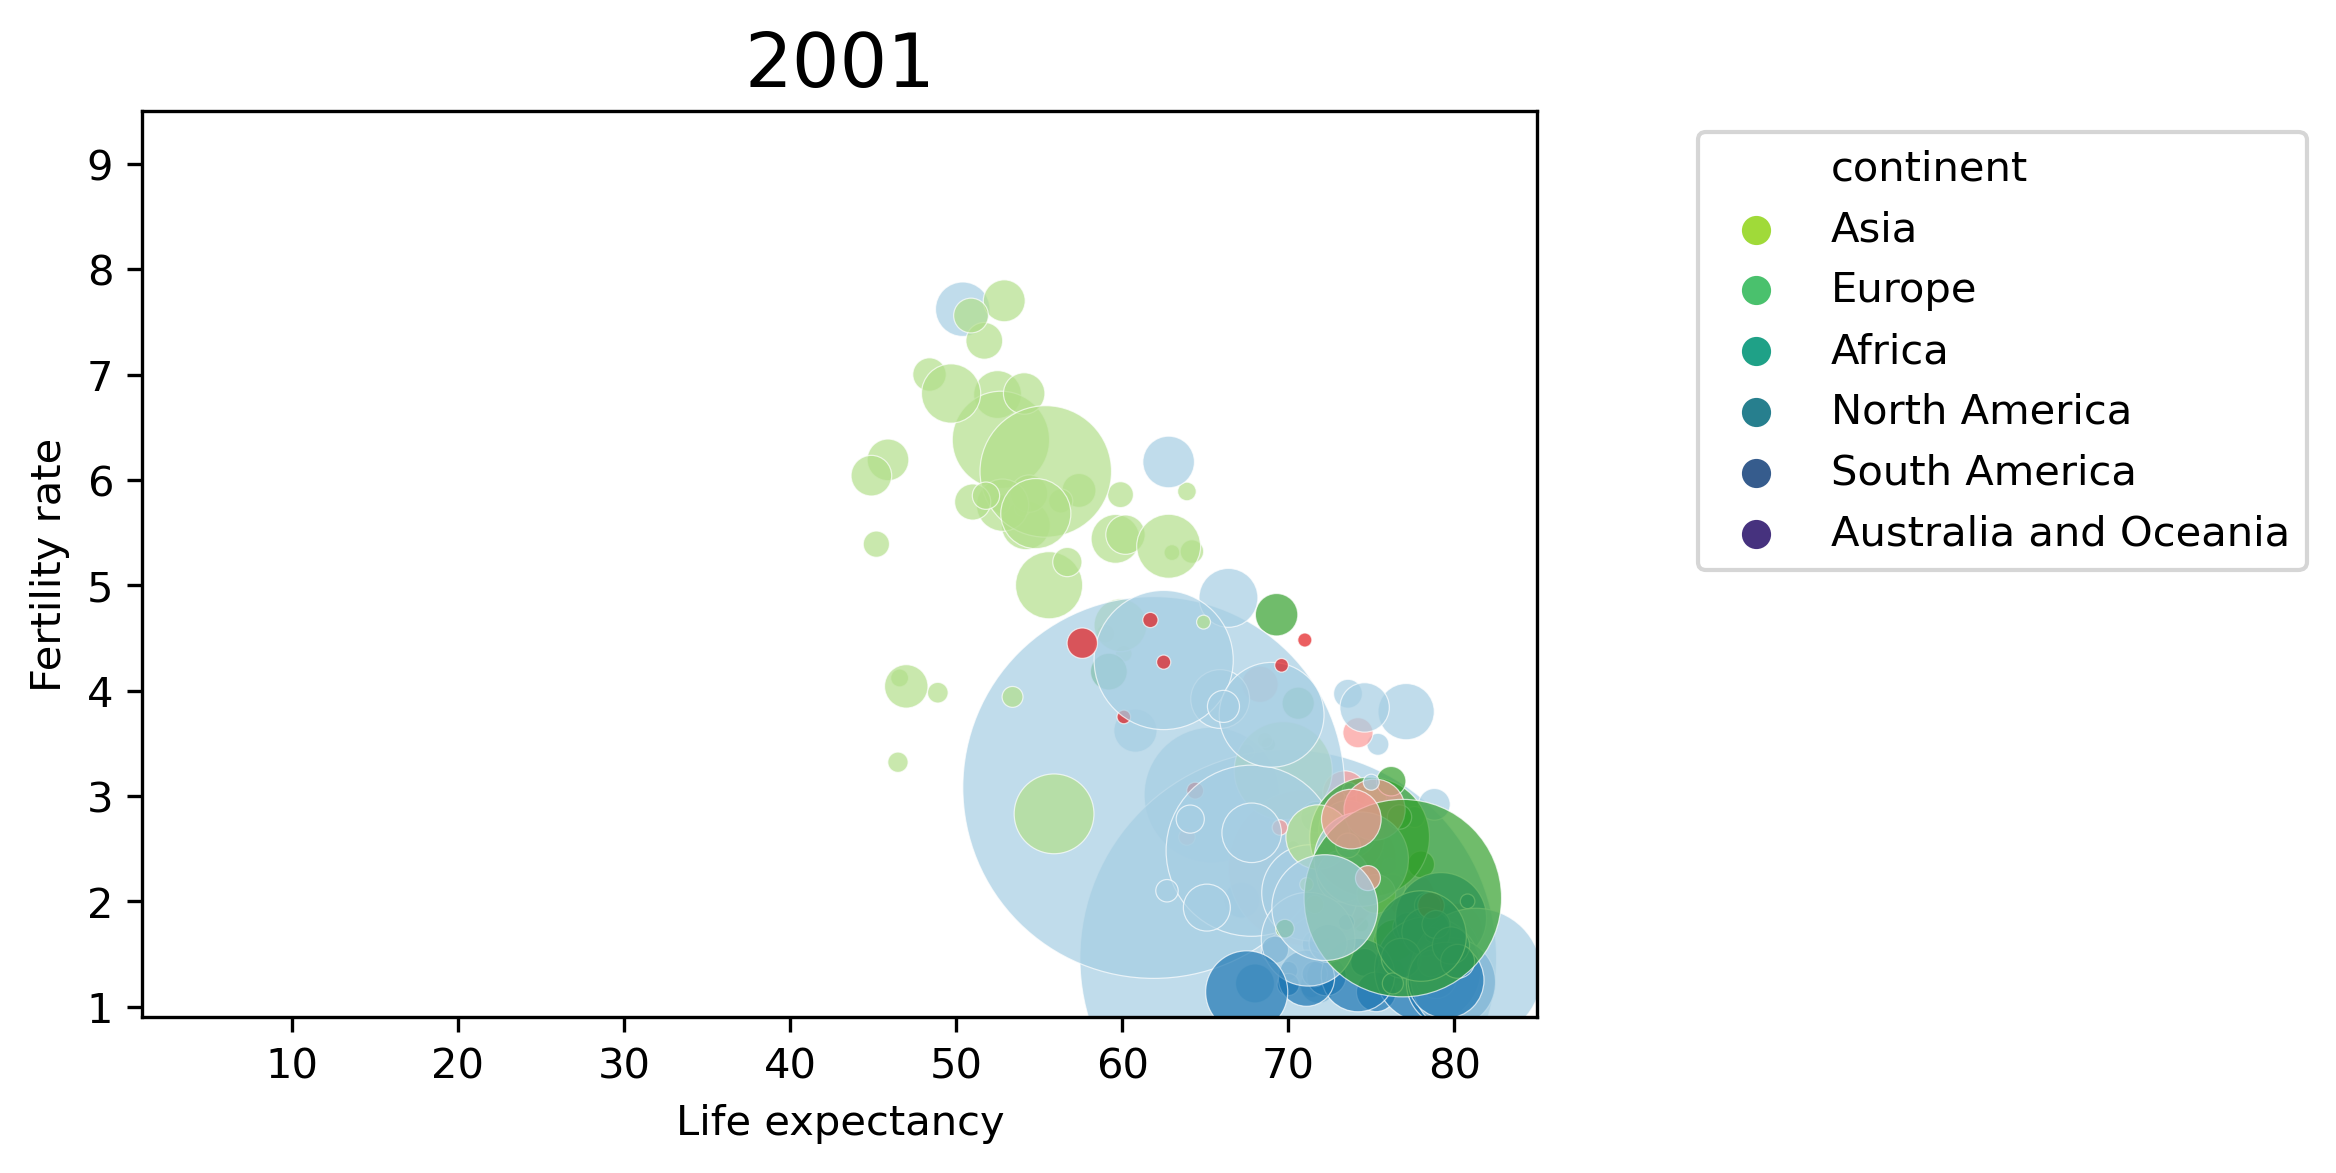 2001
9
8
7
6
5
4
3
2
1
Fertility rate
10 20 30 40 50 60 70 80
Life expectancy
continent
Asia
Europe
Africa
North America
South America
Australia and Oceania